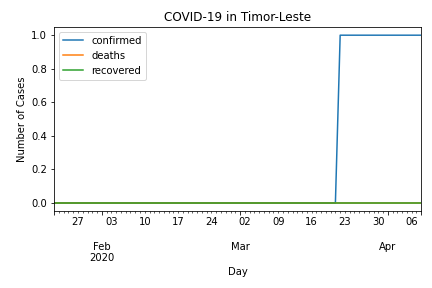 COVID-19 in Timor-Leste
confirmed
deaths
recovered
1.0
0.8
0.6
0.4
0.2
0.0
Number of Cases
27 03 10 17 24 02 09 16 23 30 06
Feb Mar Apr
2020
Day